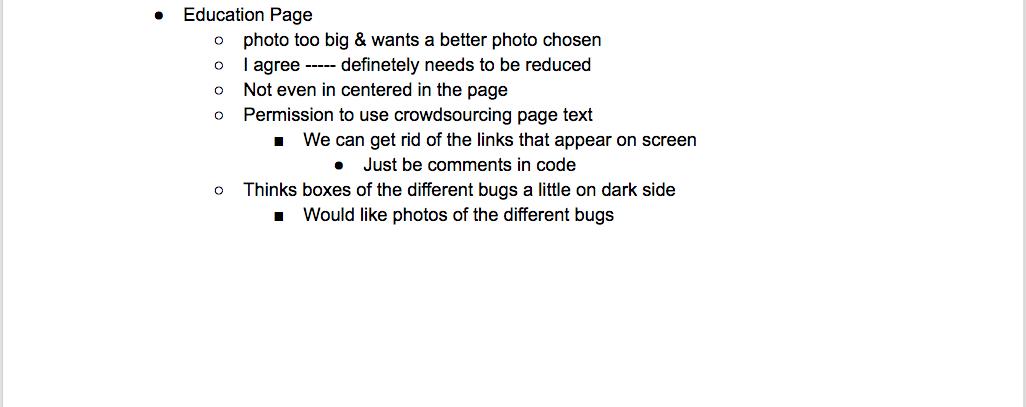 ● Education Page
○ photo too big & wants a better photo chosen
○ I agree ----- definetely needs to be reduced
○ Not even in centered in the page
○ Permission to use crowdsourcing page text
■ We can get rid of the links that appear on screen
● Just be comments in code
○ Thinks boxes of the different bugs a little on dark side
■ Would like photos of the different bugs